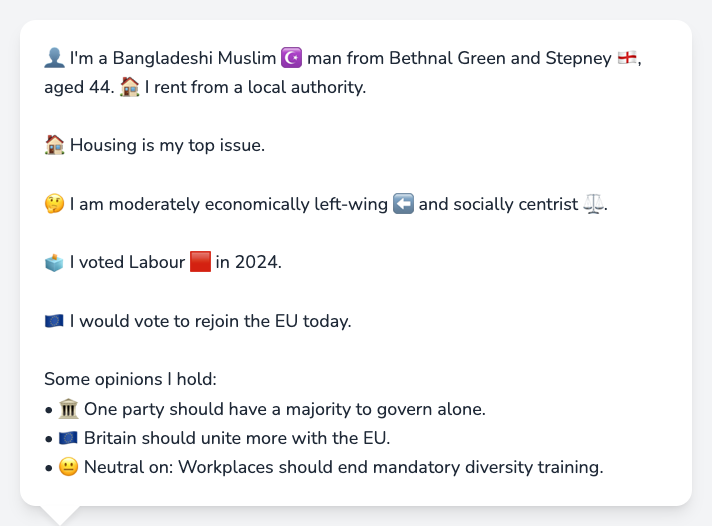 👤 I'm a Bangladeshi Muslim ☪️ man from Bethnal Green and Stepney 🏴󠁧󠁢󠁥󠁮󠁧󠁿,
aged 44. 🏠 I rent from a local authority.
🏠 Housing is my top issue.
🤔 I am moderately economically left-wing ⬅️ and socially centrist ⚖️.
🗳️ I voted Labour 🟥 in 2024.
🇪🇺 I would vote to rejoin the EU today.
Some opinions I hold:
• 🏛️ One party should have a majority to govern alone.
• 🇪🇺 Britain should unite more with the EU.
• 😐 Neutral on: Workplaces should end mandatory diversity training.